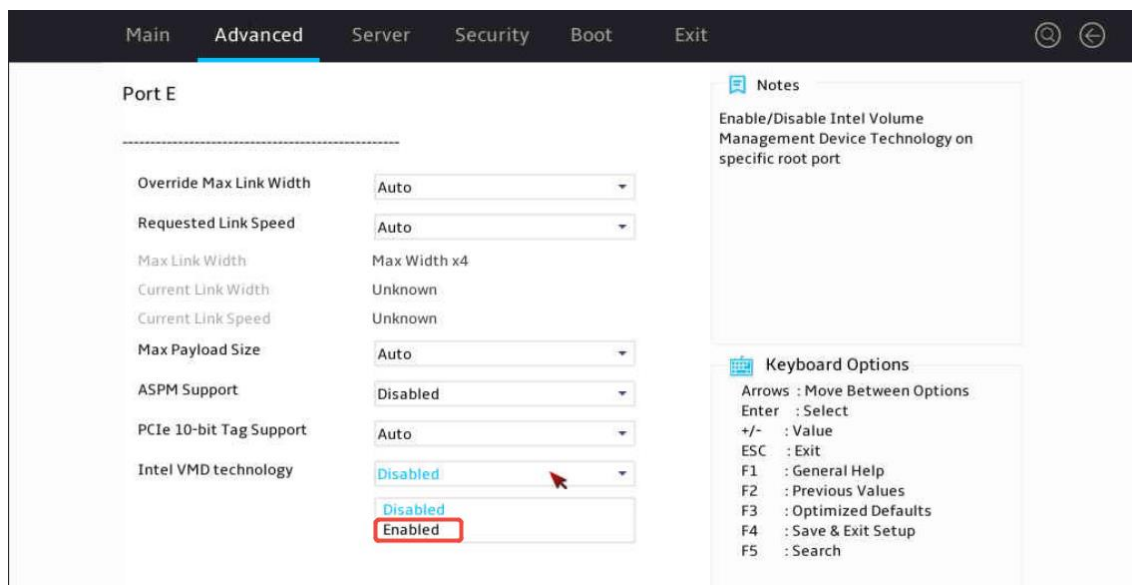 Main Advanced Server Security Boot Exit
Port E
------------------------------------------------------
Override Max Link Width Auto
Requested Link Speed Auto
Max Link Width Max Width x4
Current Link Width Unknown
Current Link Speed Unknown
Max Payload Size Auto
ASPM Support Disabled
PCIe 10-bit Tag Support Auto
Intel VMD technology Disabled
Disabled
Enabled
Notes
Enable/Disable Intel Volume
Management Device Technology on
specific root port
Keyboard Options
Arrows : Move Between Options
Enter : Select
+/- : Value
ESC : Exit
F1 : General Help
F2 : Previous Values
F3 : Optimized Defaults
F4 : Save & Exit Setup
F5 : Search